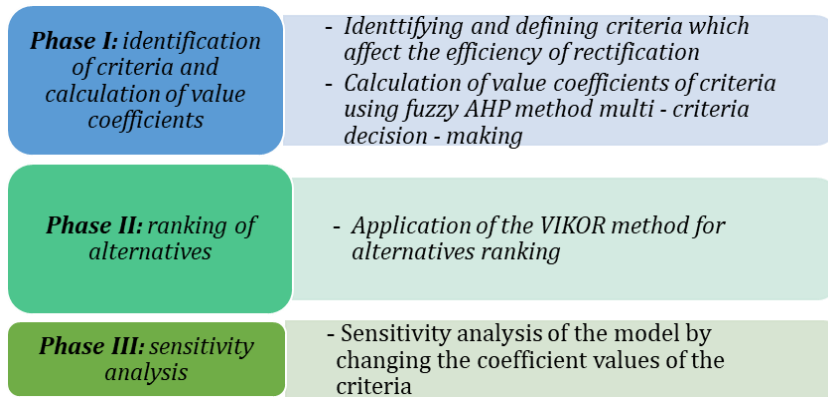 Phase I: identification
of criteria and
calculation of value
coefficients
- Identtifying and defining criteria which
affect the efficiency of rectification
- Calculation of value coefficients of criteria
using fuzzy AHP method multi - criteria
decision - making
Phase II: ranking of
alternatives
- Application of the VIKOR method for
alternatives ranking
Phase III: sensitivity
analysis
- Sensitivity analysis of the model by
changing the coefficient values of the
criteria